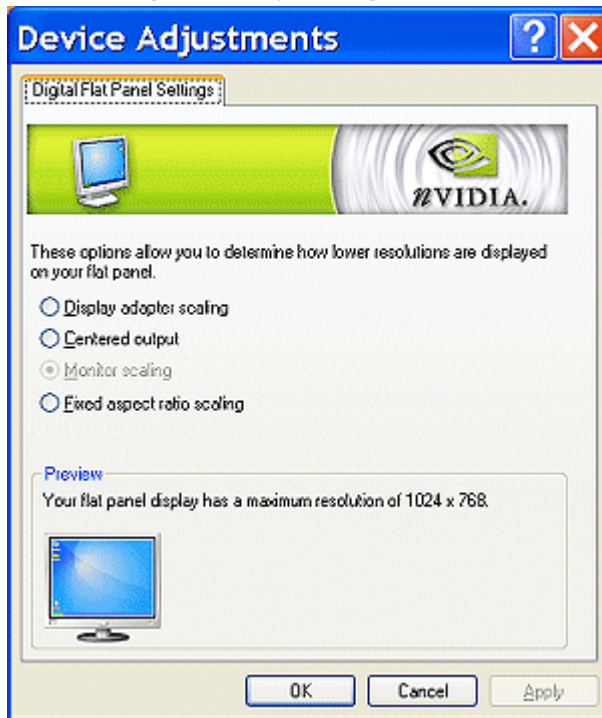 Device Adjustments
Digital Flat Panel Settings
nVIDIA.
These options allow you to determine how lower resolutions are displayed
on your flat panel.
Display adapter scaling
Centered output
Monitor scaling
Fixed aspect ratio scaling
Preview
Your flat panel display has a maximum resolution of 1024 x 768.
OK Cancel Apply